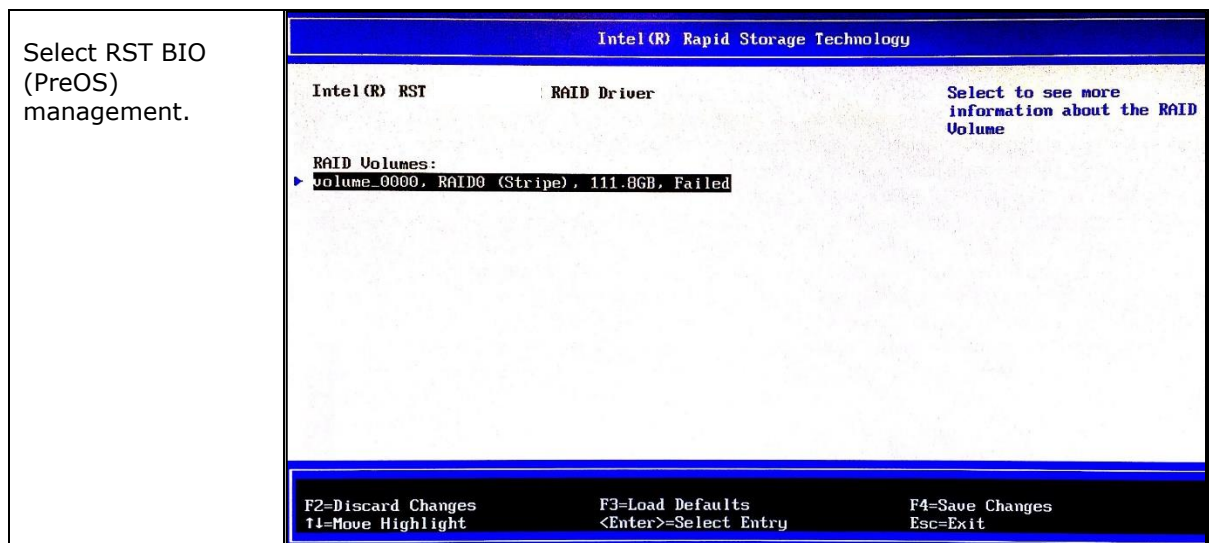 Select RST BIO
(PreOS)
management.
Intel(R) Rapid Storage Technology
Intel(R) RST RAID Driver
Select to see more
information about the RAID
Volume
RAID Volumes:
volume_0000, RAID0 (Stripe), 111.8GB, Failed
F2=Discard Changes F3=Load Defaults F4=Save Changes
↑↓=Move Highlight <Enter>=Select Entry Esc=Exit